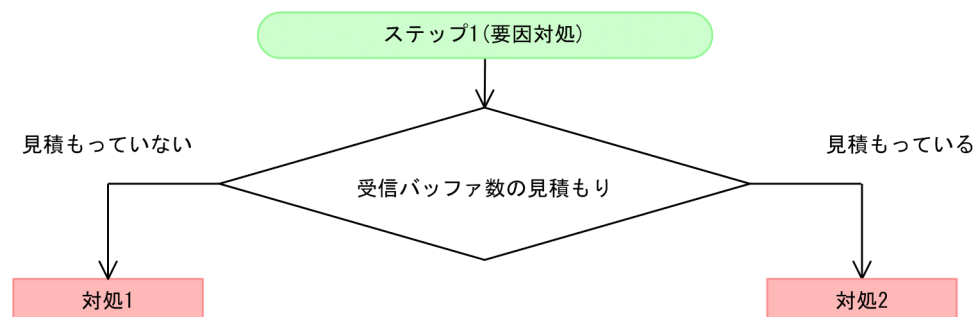 ステップ1(要因対処)
見積もっていない
見積もっている
受信バッファ数の見積もり
対処1
対処2